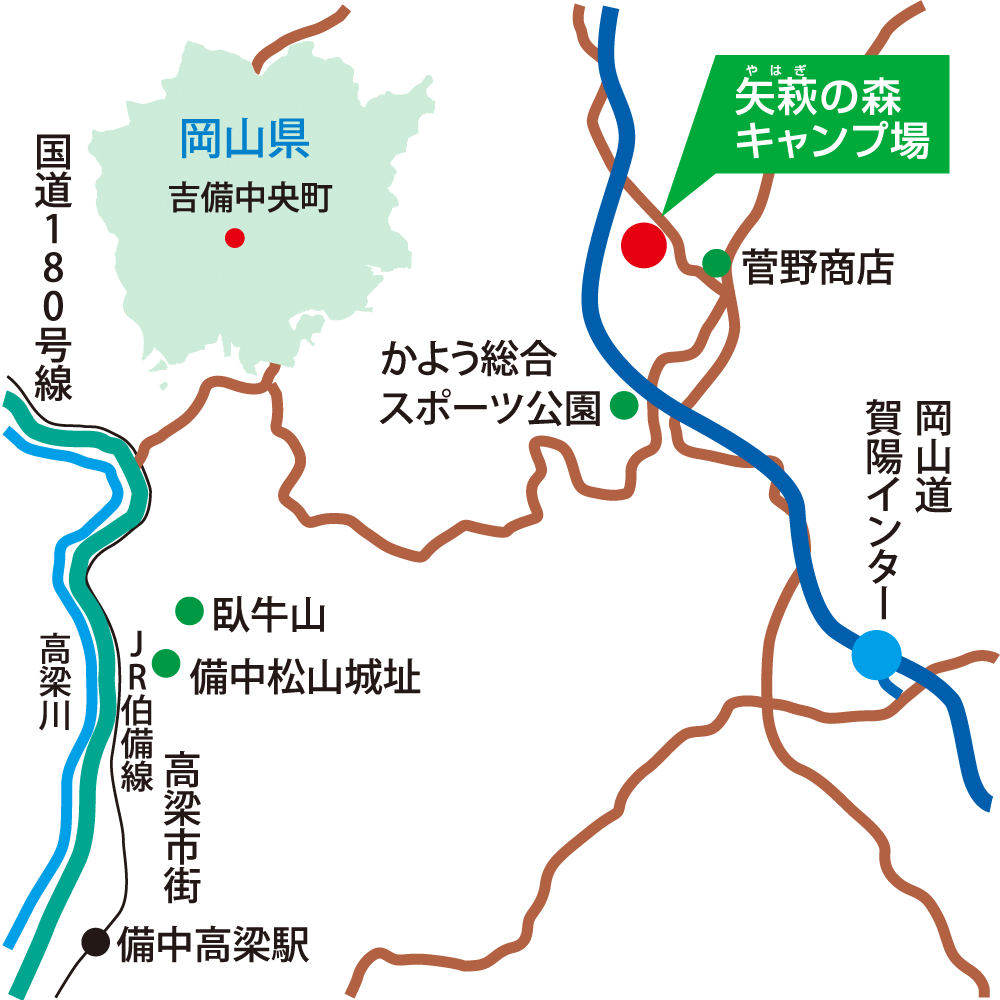 岡山県
吉備中央町
国道180号線
やはぎ
矢萩の森
キャンプ場
菅野商店
かよう総合
スポーツ公園
岡山道
賀陽インター
臥牛山
備中松山城址
高梁川
JR伯備線
高梁市街
備中高梁駅